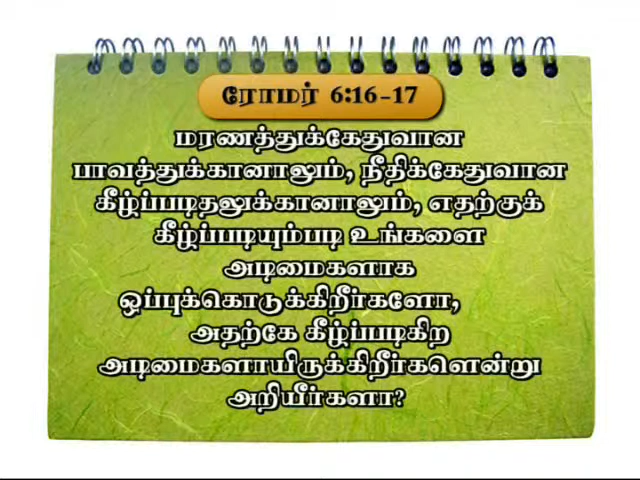 ரோமர் 6:16-17
மரணத்துக்கேதுவான
பாவத்துக்கானாலும், நீதிக்கேதுவான
கீழ்ப்படிதலுக்கானாலும், எதற்குக்
கீழ்ப்படியும்படி உங்களை
அடிமைகளாக
ஒப்புக்கொடுக்கிறீர்களோ,
அதற்கே கீழ்ப்படிகிற
அடிமைகளாயிருக்கிறீர்களென்று
அறியீர்களா?